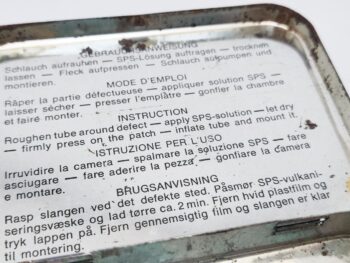 GEBRAUCHSANWEISUNG
Schlauch aufrauhen — SPS-Lösung auftragen — trocknen
lassen — Fleck aufpressen — Schlauch aufpumpen und
montieren.
MODE D'EMPLOI
Râper la partie défectueuse — appliquer solution SPS —
laisser sécher — presser l'emplâtre — gonfler la chambre
et faire monter.
INSTRUCTION
Roughen tube around defect — apply SPS-solution — let dry
— firmly press on the patch — inflate tube and mount it.
ISTRUZIONE PER L'USO
Irruvidire la camera — spalmare la soluzione SPS — fare
asciugare — fare aderire la pezza — gonfiare la camera
e montare.
BRUGSANVISNING
Rasp slangen ved det defekte sted. Påsmør SPS-vulkani-
seringsvæske og lad tørre ca. 2 min. Fjern hvid plastfilm og
tryk lappen på. Fjern gennemsigtig film og slangen er klar
til montering.